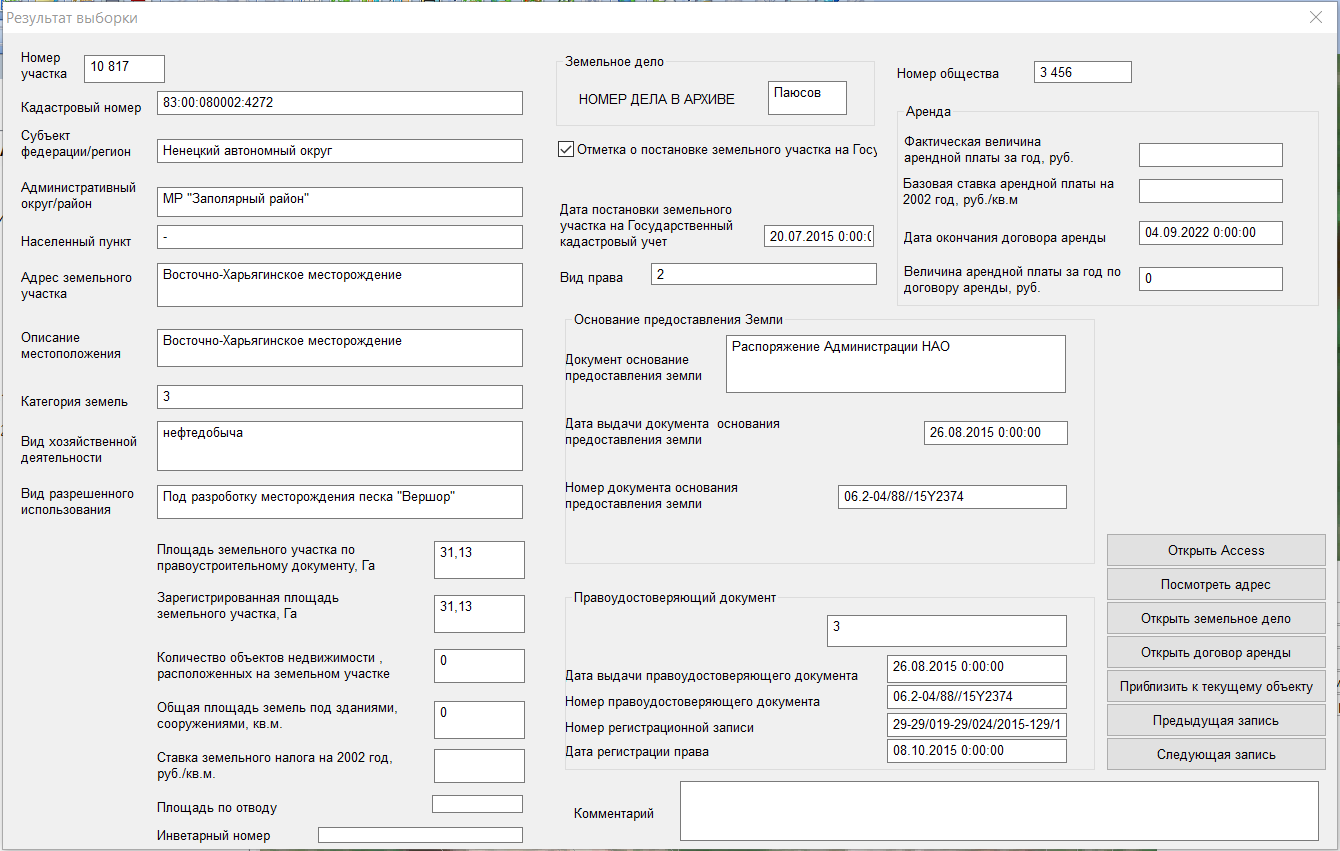 Результат выборки
Номер
участка
10 817
Кадастровый номер
83:00:080002:4272
Субъект
федерации/регион
Ненецкий автономный округ
Административный
округ/район
МР "Заполярный район"
Населенный пункт
-
Адрес земельного
участка
Восточно-Харьягинское месторождение
Описание
местоположения
Восточно-Харьягинское месторождение
Категория земель
3
Вид хозяйственной
деятельности
нефтедобыча
Вид разрешенного
использования
Под разроботку месторождения песка "Вершор"
Площадь земельного участка по
правоустроительному документу, Га
31,13
Зарегистрированная площадь
земельного участка, Га
31,13
Количество объектов недвижимости ,
расположенных на земельном участке
0
Общая площадь земель под зданиями,
сооружениями, кв.м.
0
Ставка земельного налога на 2002 год,
руб./кв.м.
Площадь по отводу
Инветарный номер
Земельное дело
НОМЕР ДЕЛА В АРХИВЕ
Паюсов
Отметка о постановке земельного участка на Госу
Дата постановки земельного
участка на Государственный
кадастровый учет
20.07.2015 0:00:0
Вид права
2
Номер общества
3 456
Аренда
Фактическая величина
арендной платы за год, руб.
Базовая ставка арендной платы на
2002 год, руб./кв.м
Дата окончания договора аренды
04.09.2022 0:00:00
Величина арендной платы за год по
договору аренды, руб.
0
Основание предоставления Земли
Документ основание
предоставления земли
Распоряжение Администрации НАО
Дата выдачи документа основания
предоставления земли
26.08.2015 0:00:00
Номер документа основания
предоставления земли
06.2-04/88//15Y2374
Правоудостоверяющий документ
3
Дата выдачи правоудостоверяющего документа
26.08.2015 0:00:00
Номер правоудостоверяющего документа
06.2-04/88//15Y2374
Номер регистрационной записи
29-29/019-29/024/2015-129/1
Дата регистрации права
08.10.2015 0:00:00
Комментарий
Открыть Access
Посмотреть адрес
Открыть земельное дело
Открыть договор аренды
Приблизить к текущему объекту
Предыдущая запись
Следующая запись